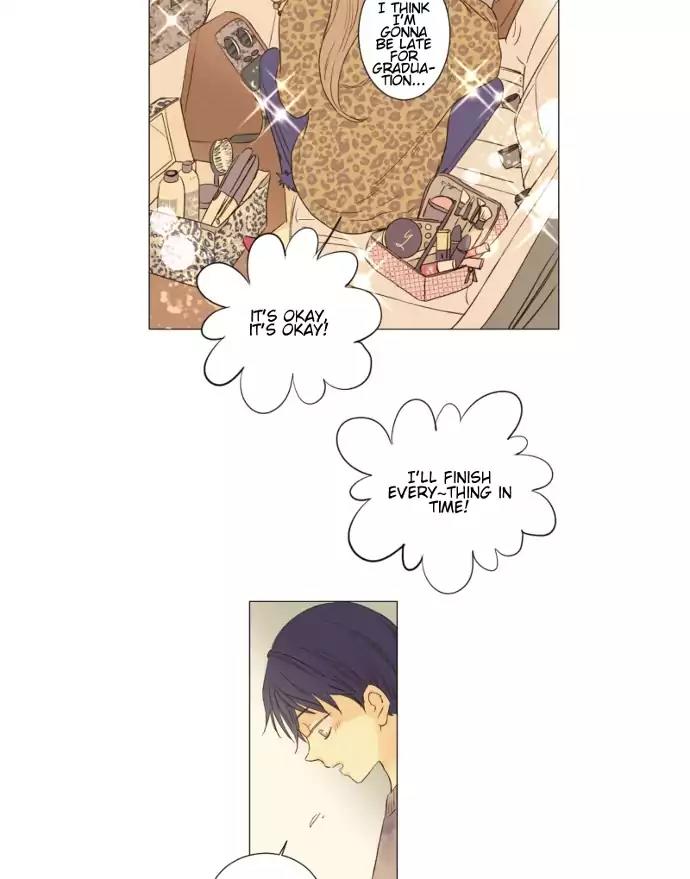 I THINK
I'M
GONNA
BE LATE
FOR
GRADUA-
TION...
IT'S OKAY,
IT'S OKAY!
I'LL FINISH
EVERY~THING IN
TIME!